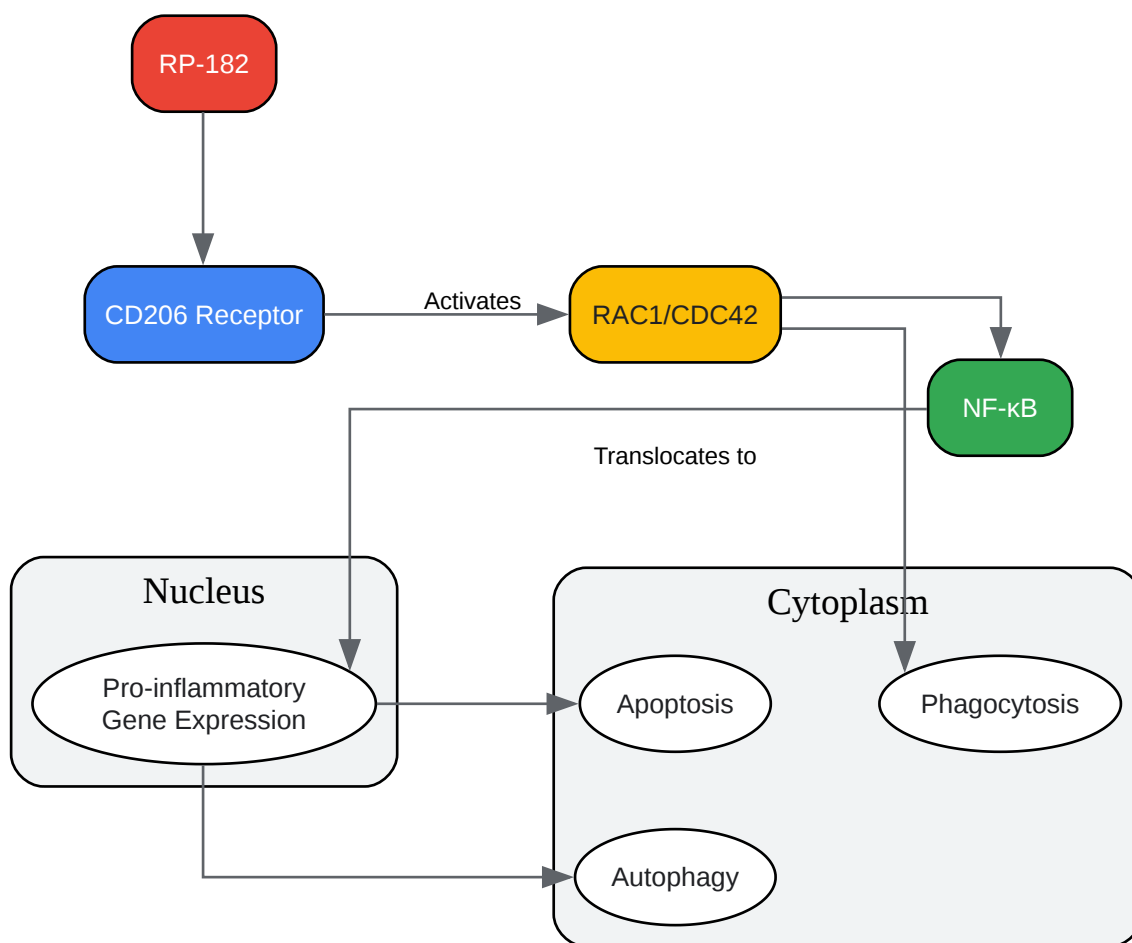 RP-182
CD206 Receptor
Activates
RAC1/CDC42
NF-κB
Translocates to
Nucleus
Pro-inflammatory
Gene Expression
Cytoplasm
Apoptosis
Phagocytosis
Autophagy